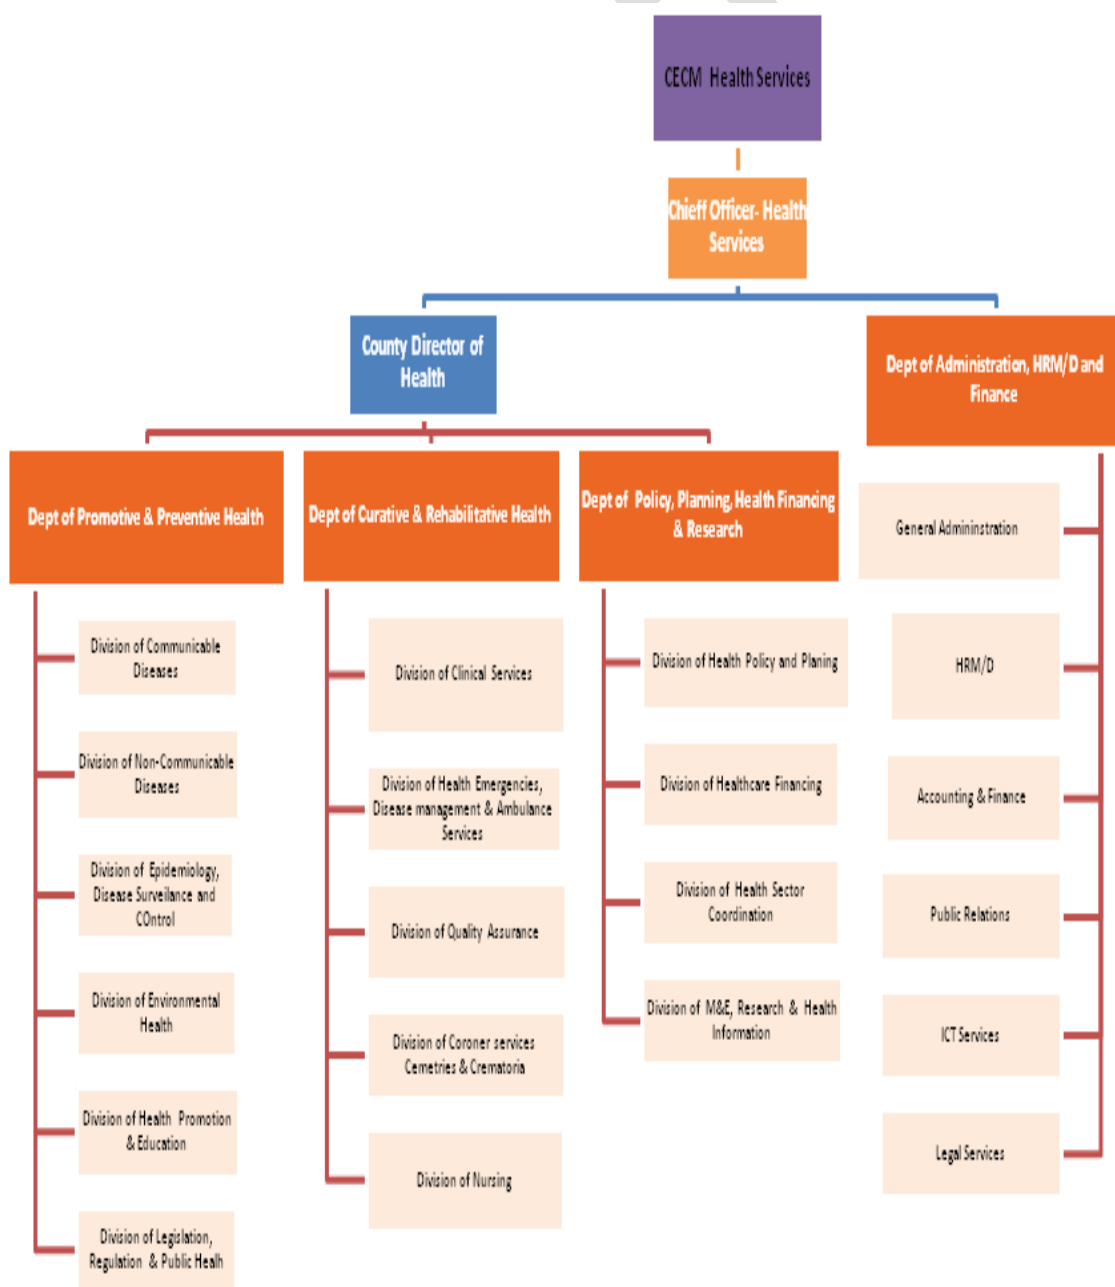 CECM Health Services
Chieff Officer- Health
Services
County Director of
Health
Dept of Administration, HRM/D and
Finance
Dept of Promotive & Preventive Health
Dept of Curative & Rehabilitative Health
Dept of Policy, Planning, Health Financing
& Research
Division of Communicable
Diseases
Division of Non-Communicable
Diseases
Division of Epidemiology,
Disease Surveilance and
COntrol
Division of Environmental
Health
Division of Health Promotion
& Education
Division of Legislation,
Regulation & Public Healh
Division of Clinical Services
Division of Health Emergencies,
Disease management & Ambulance
Services
Division of Quality Assurance
Division of Coroner services
Cemetries & Crematoria
Division of Nursing
Division of Health Policy and Planing
Division of Healthcare Financing
Division of Health Sector
Coordination
Division of M&E, Research & Health
Information
General Admininstration
HRM/D
Accounting & Finance
Public Relations
ICT Services
Legal Services